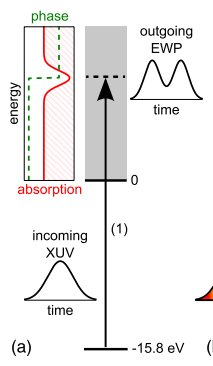 phase
energy
absorption
outgoing
EWP
time
0
(1)
incoming
XUV
time
-15.8 eV
(a)